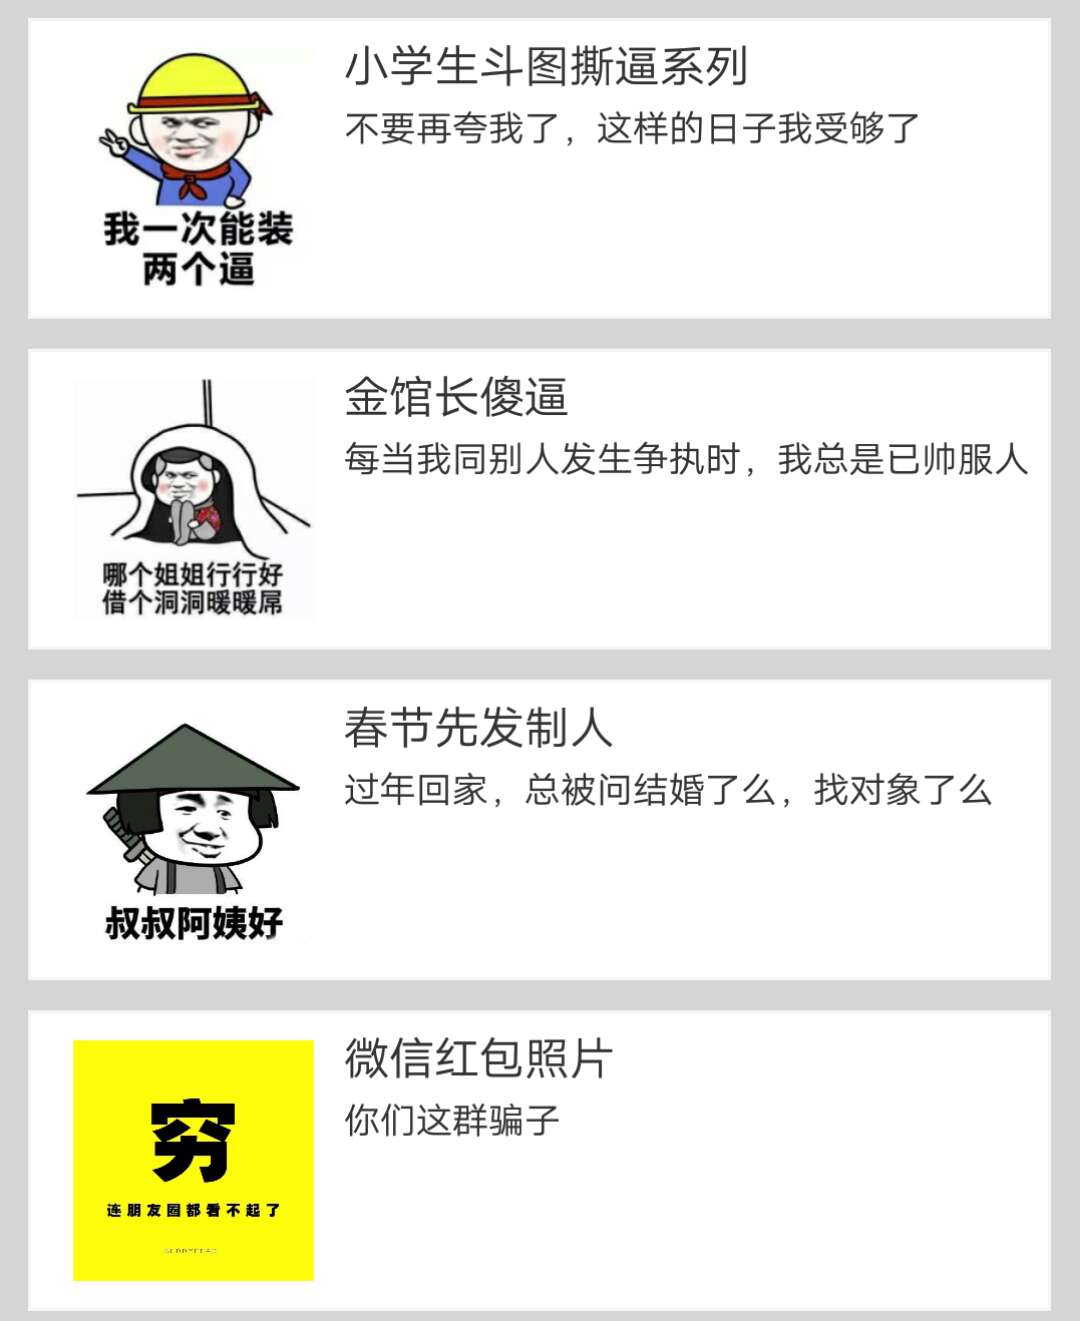 小学生斗图撕逼系列
不要再夸我了，这样的日子我受够了
我一次能装
两个逼
金馆长傻逼
每当我同别人发生争执时，我总是已帅服人
哪个姐姐行行好
借个洞洞暖暖屌
春节先发制人
过年回家，总被问结婚了么，找对象了么
叔叔阿姨好
微信红包照片
你们这群骗子
穷
连朋友圈都看不起了